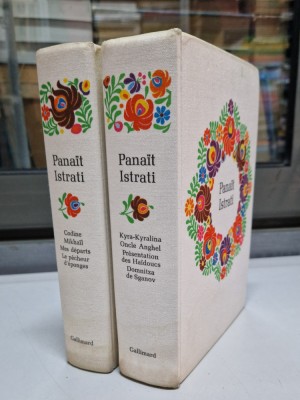 Panaït
Istrati
Codine
Mikhaïl
Mes départs
Le pêcheur
d'éponges
Gallimard
Panaït
Istrati
Kyra-Kyralina
Oncle Anghel
Présentation
des Haïdoucs
Domnitza
de Snagov
Gallimard
Panaït
Istrati